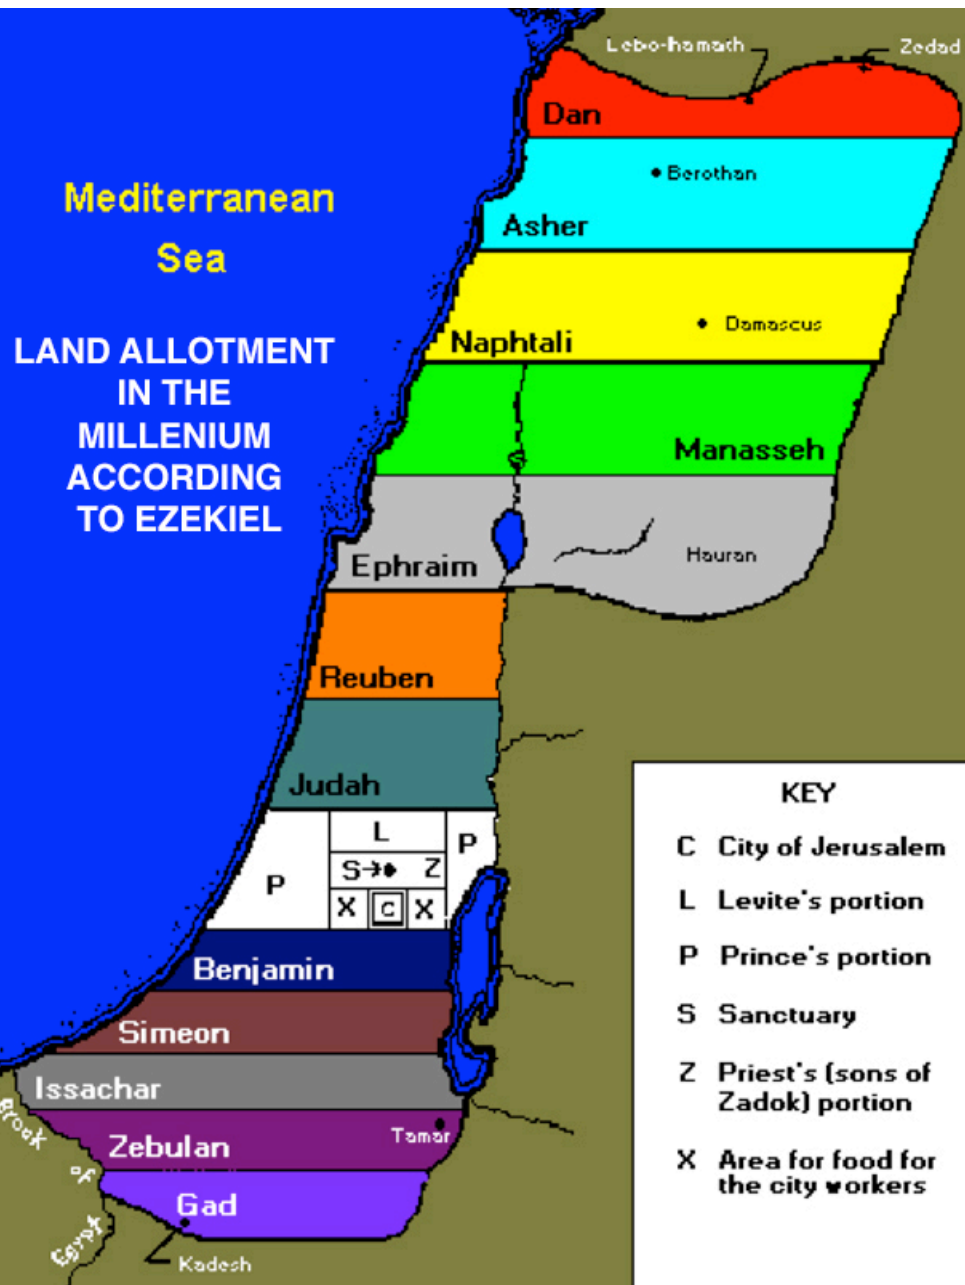 Lebo-hamath
Zedad
Dan
Berothan
Mediterranean
Sea
Asher
Damascus
LAND ALLOTMENT
IN THE
MILLENIUM
ACCORDING
TO EZEKIEL
Naphtali
Manasseh
Ephraim
Hauran
Reuben
Judah
L
P
S
Z
P
X
C
X
Benjamin
Simeon
Issachar
Zebulan
Tamar
Gad
Brook
of
Egypt
Kadesh
KEY
C City of Jerusalem
L Levite's portion
P Prince's portion
S Sanctuary
Z Priest's (sons of
Zadok) portion
X Area for food for
the city workers